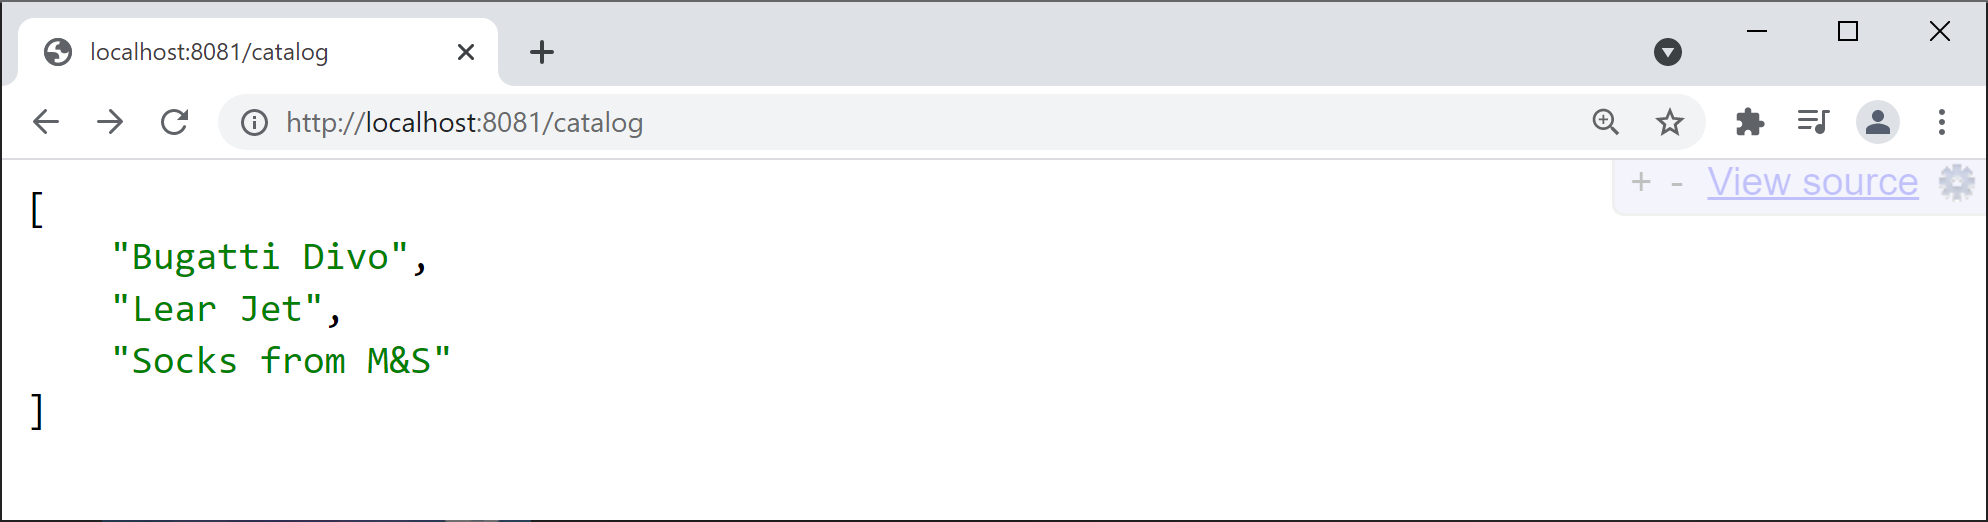 localhost:8081/catalog
http://localhost:8081/catalog
+ - View source
[
"Bugatti Divo",
"Lear Jet",
"Socks from M&S"
]